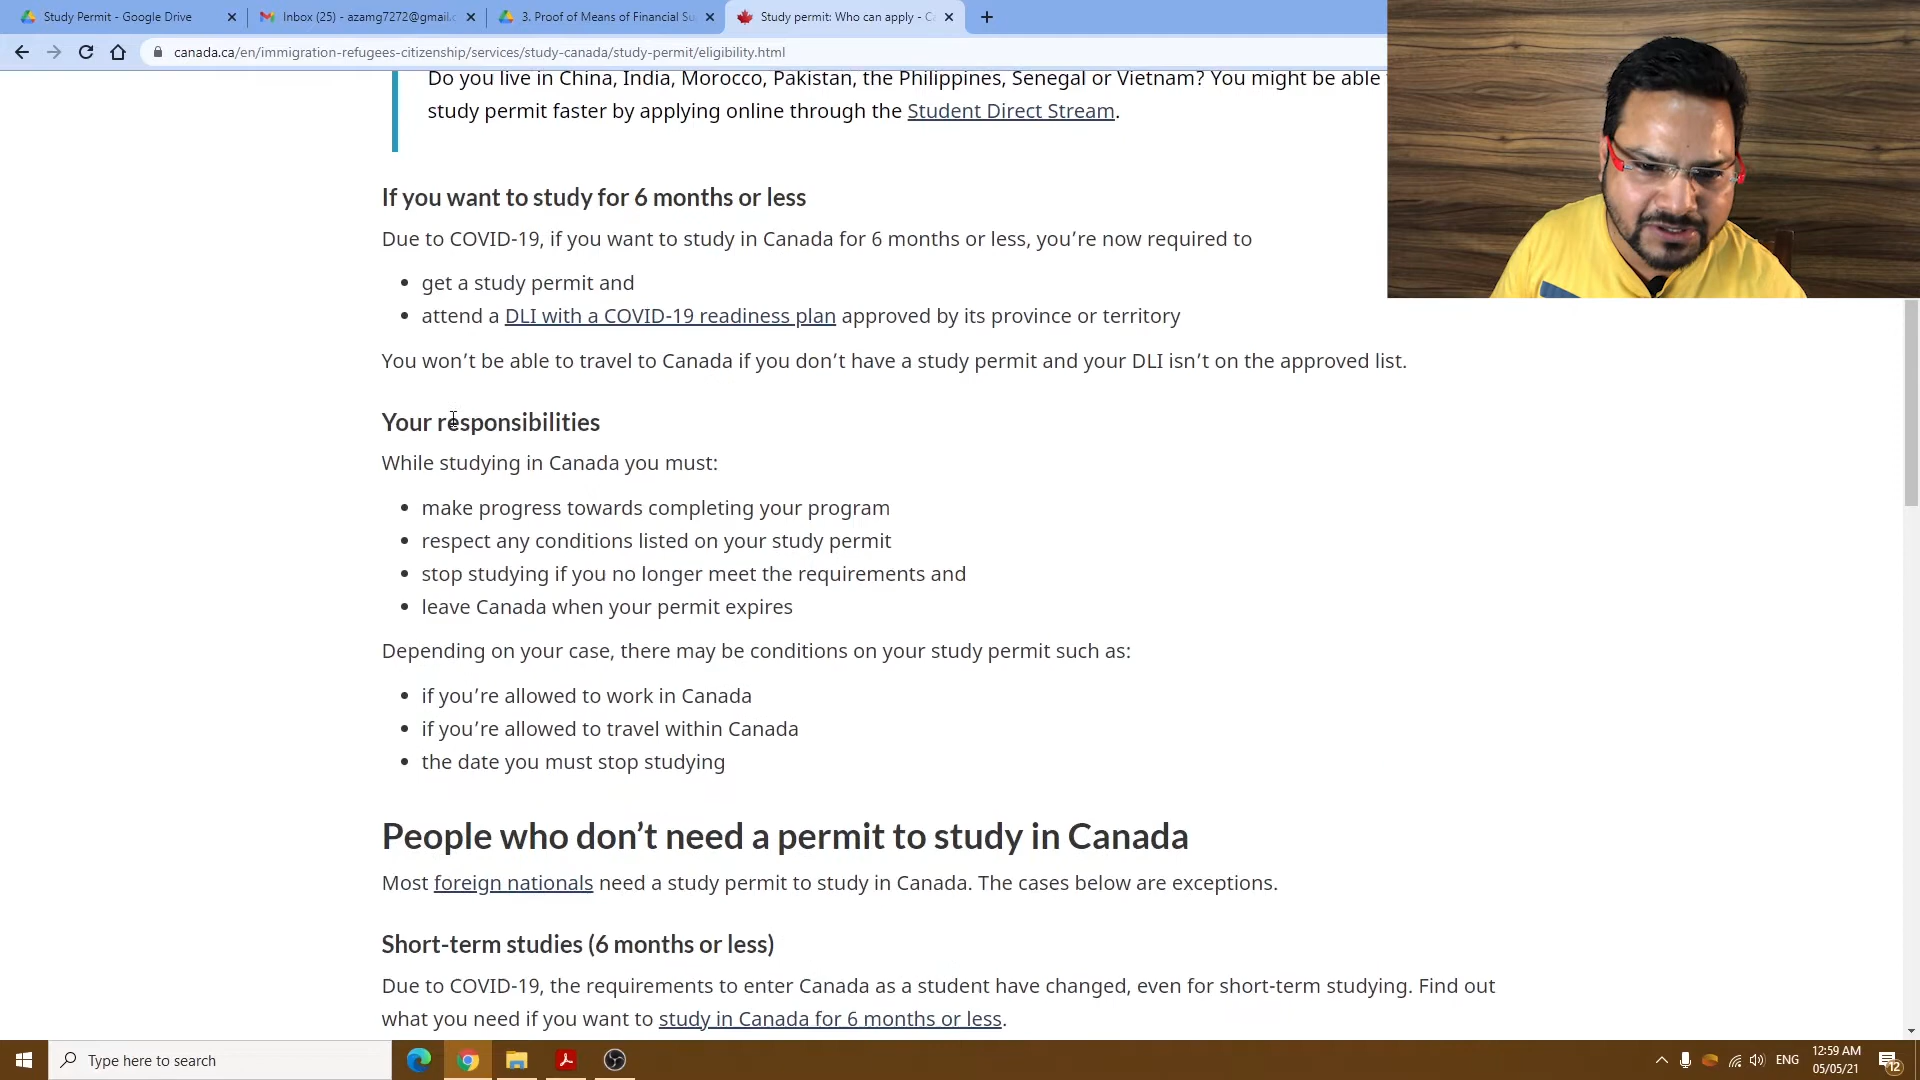 Study Permit - Google Drive
Inbox (25) - azamg7272@gmail.c
3. Proof of Means of Financial Su
Study permit: Who can apply - C
canada.ca/en/immigration-refugees-citizenship/services/study-canada/study-permit/eligibility.html
Do you live in China, India, Morocco, Pakistan, the Philippines, Senegal or Vietnam? You might be able
study permit faster by applying online through the Student Direct Stream.
If you want to study for 6 months or less
Due to COVID-19, if you want to study in Canada for 6 months or less, you’re now required to
• get a study permit and
• attend a DLI with a COVID-19 readiness plan approved by its province or territory
You won’t be able to travel to Canada if you don’t have a study permit and your DLI isn’t on the approved list.
Your responsibilities
While studying in Canada you must:
• make progress towards completing your program
• respect any conditions listed on your study permit
• stop studying if you no longer meet the requirements and
• leave Canada when your permit expires
Depending on your case, there may be conditions on your study permit such as:
• if you’re allowed to work in Canada
• if you’re allowed to travel within Canada
• the date you must stop studying
People who don’t need a permit to study in Canada
Most foreign nationals need a study permit to study in Canada. The cases below are exceptions.
Short-term studies (6 months or less)
Due to COVID-19, the requirements to enter Canada as a student have changed, even for short-term studying. Find out
what you need if you want to study in Canada for 6 months or less.
Type here to search
ENG
12:59 AM
05/05/21
12